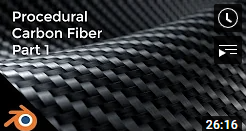 Procedural
Carbon Fiber
Part 1
26:16